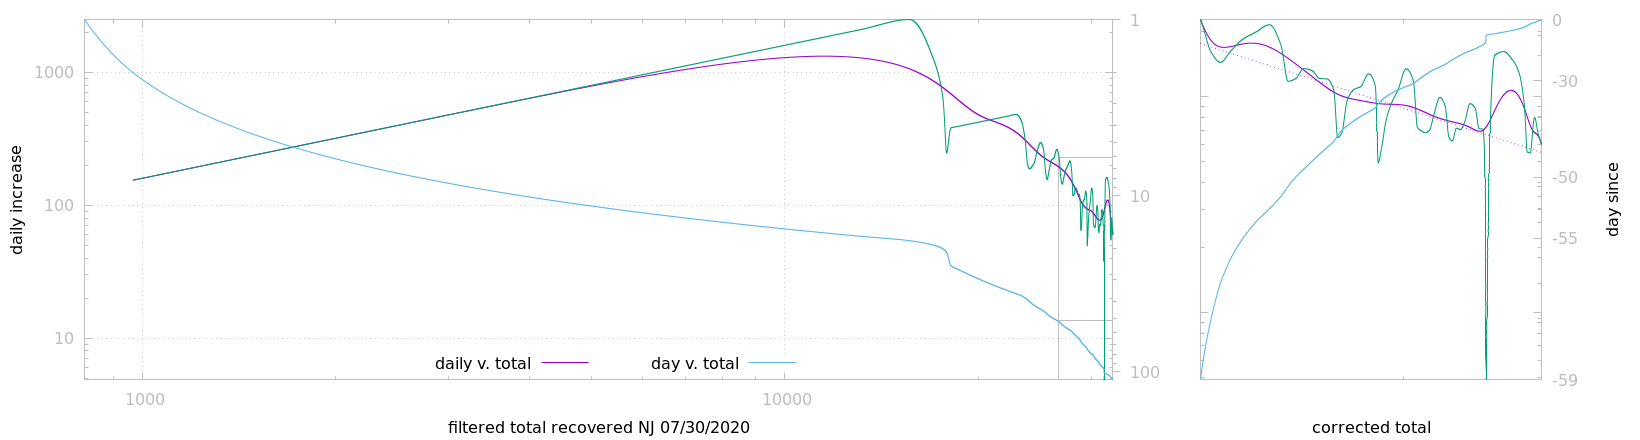 1000
100
10
daily increase
1000
10000
filtered total recovered NJ 07/30/2020
daily v. total
day v. total
1
10
100
0
-30
-50
-55
-59
day since
corrected total